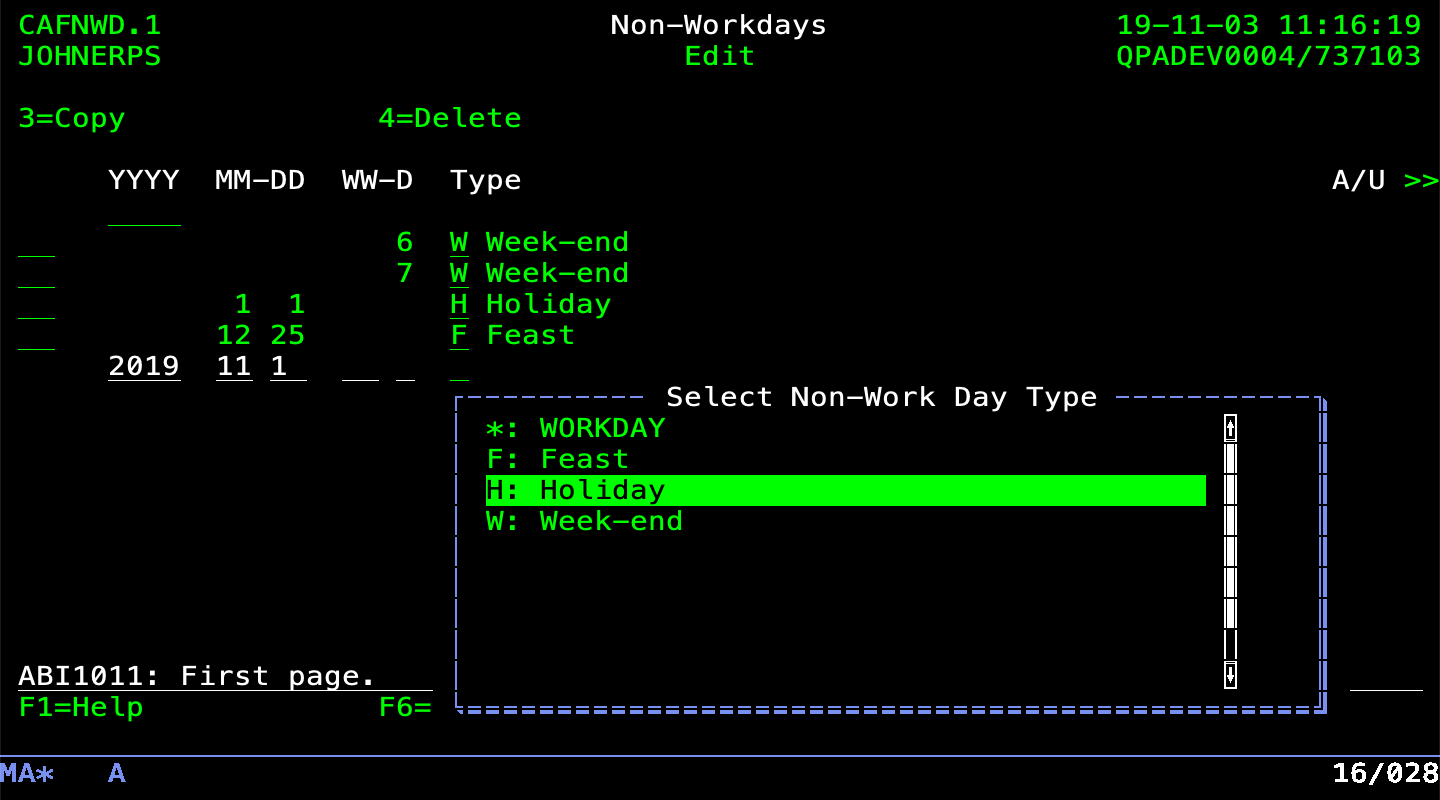 CAFNWD.1 Non-Workdays 19-11-03 11:16:19
JOHNERPS Edit QPADEV0004/737103
3=Copy 4=Delete
YYYY MM-DD WW-D Type A/U >>
6 W Week-end
7 W Week-end
1 1 H Holiday
12 25 F Feast
2019 11 1
Select Non-Work Day Type
*: WORKDAY
F: Feast
H: Holiday
W: Week-end
ABI1011: First page.
F1=Help F6=
MA* A 16/028